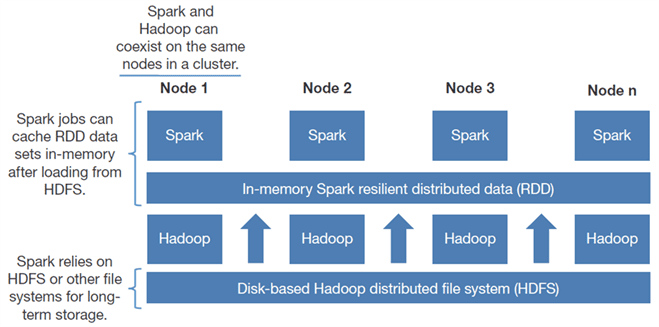 Spark and
Hadoop can
coexist on the same
nodes in a cluster.
Node 1
Node 2
Node 3
Node n
Spark jobs can
cache RDD data
sets in-memory
after loading from
HDFS.
Spark
Spark
Spark
Spark
In-memory Spark resilient distributed data (RDD)
Hadoop
Hadoop
Hadoop
Hadoop
Spark relies on
HDFS or other file
systems for long-
term storage.
Disk-based Hadoop distributed file system (HDFS)